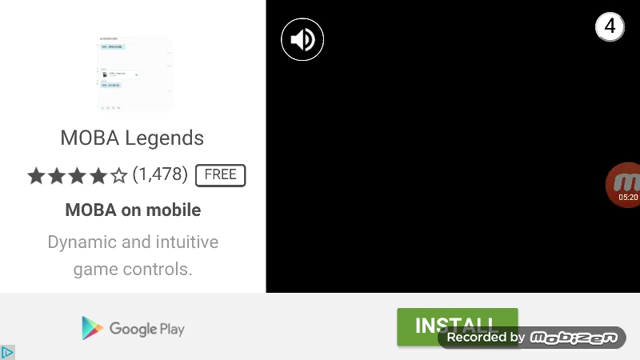 4
MOBA Legends
(1,478) FREE
MOBA on mobile
Dynamic and intuitive
game controls.
05:20
Google Play
INSTALL
Recorded by mobizen